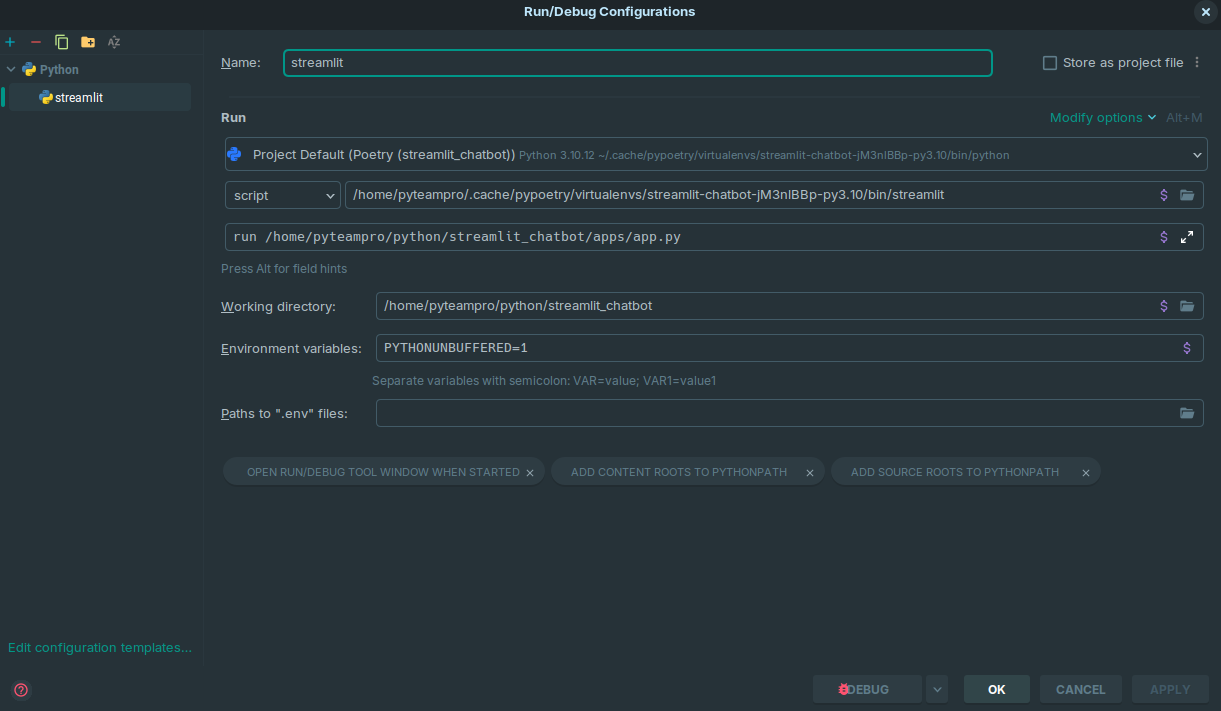 Run/Debug Configurations
Python
streamlit
Edit configuration templates...
Name: streamlit
Store as project file
Run
Modify options Alt+M
Project Default (Poetry (streamlit_chatbot)) Python 3.10.12 ~/.cache/pypoetry/virtualenvs/streamlit-chatbot-jM3nlBBp-py3.10/bin/python
script /home/pyteampro/.cache/pypoetry/virtualenvs/streamlit-chatbot-jM3nlBBp-py3.10/bin/streamlit $
run /home/pyteampro/python/streamlit_chatbot/apps/app.py $
Press Alt for field hints
Working directory: /home/pyteampro/python/streamlit_chatbot $
Environment variables: PYTHONUNBUFFERED=1 $
Separate variables with semicolon: VAR=value; VAR1=value1
Paths to ".env" files:
OPEN RUN/DEBUG TOOL WINDOW WHEN STARTED × ADD CONTENT ROOTS TO PYTHONPATH × ADD SOURCE ROOTS TO PYTHONPATH ×
DEBUG OK CANCEL APPLY